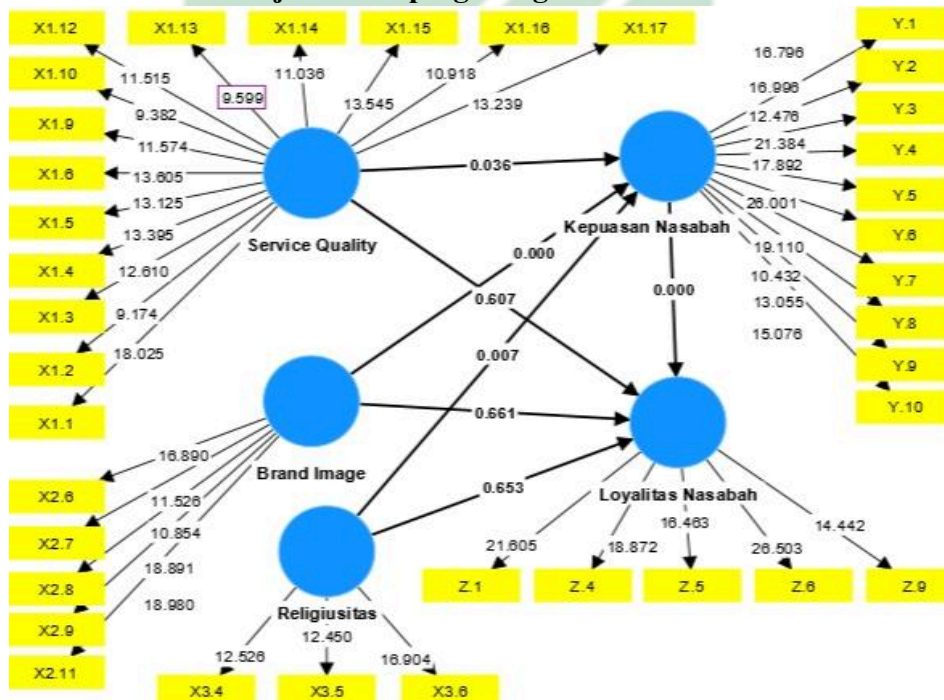 X1.12
X1.13
X1.14
X1.15
X1.16
X1.17
X1.10
X1.9
X1.6
X1.5
X1.4
X1.3
X1.2
X1.1
11.515
9.599
11.036
13.545
10.918
13.239
9.382
11.574
13.605
13.125
13.395
12.610
9.174
18.025
Service Quality
0.036
0.607
Kepuasan Nasabah
0.000
16.796
16.996
12.476
21.384
17.892
26.001
19.110
10.432
13.055
15.076
Y.1
Y.2
Y.3
Y.4
Y.5
Y.6
Y.7
Y.8
Y.9
Y.10
Brand Image
0.000
0.661
16.890
11.526
10.854
18.891
18.980
X2.6
X2.7
X2.8
X2.9
X2.11
Religiusitas
0.007
0.653
12.526
12.450
16.904
X3.4
X3.5
X3.6
Loyalitas Nasabah
21.605
18.872
16.463
26.503
14.442
Z.1
Z.4
Z.5
Z.6
Z.9